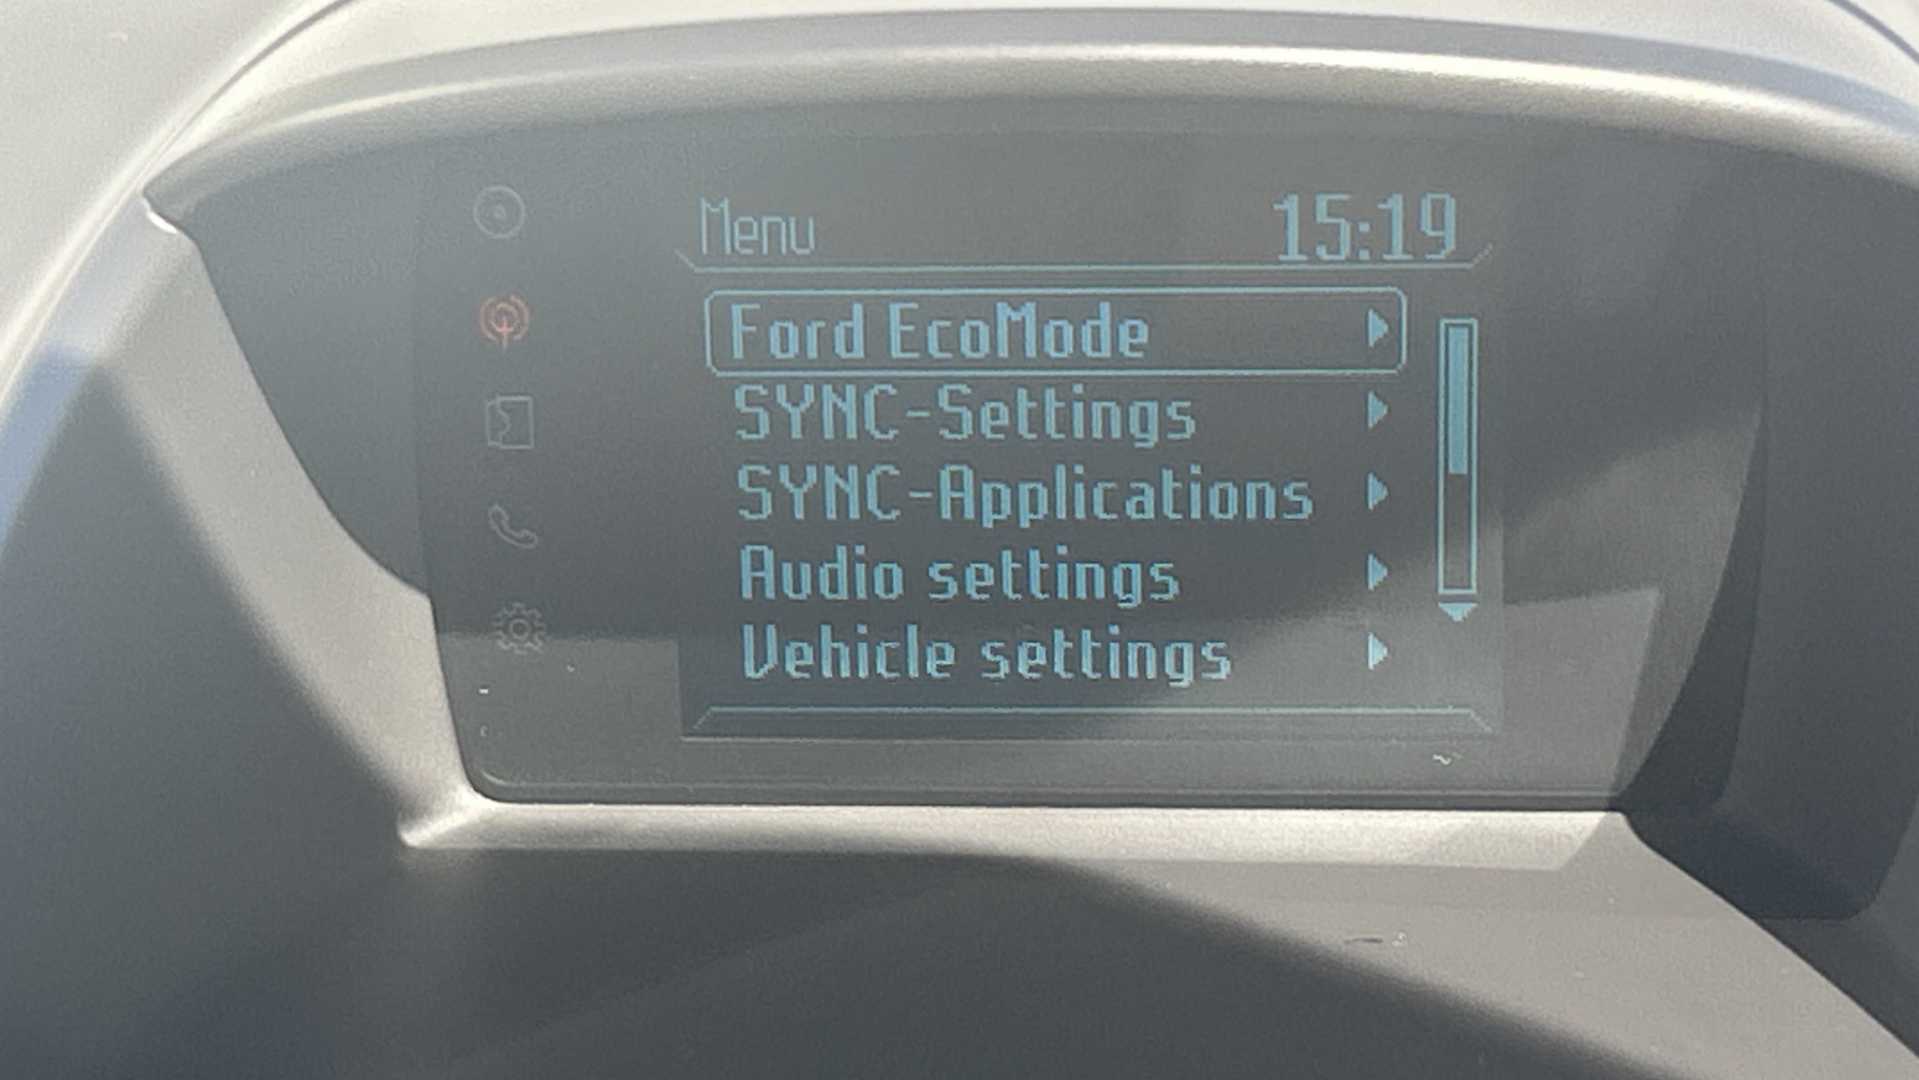 Menu 15:19
Ford EcoMode
SYNC-Settings
SYNC-Applications
Audio settings
Vehicle settings